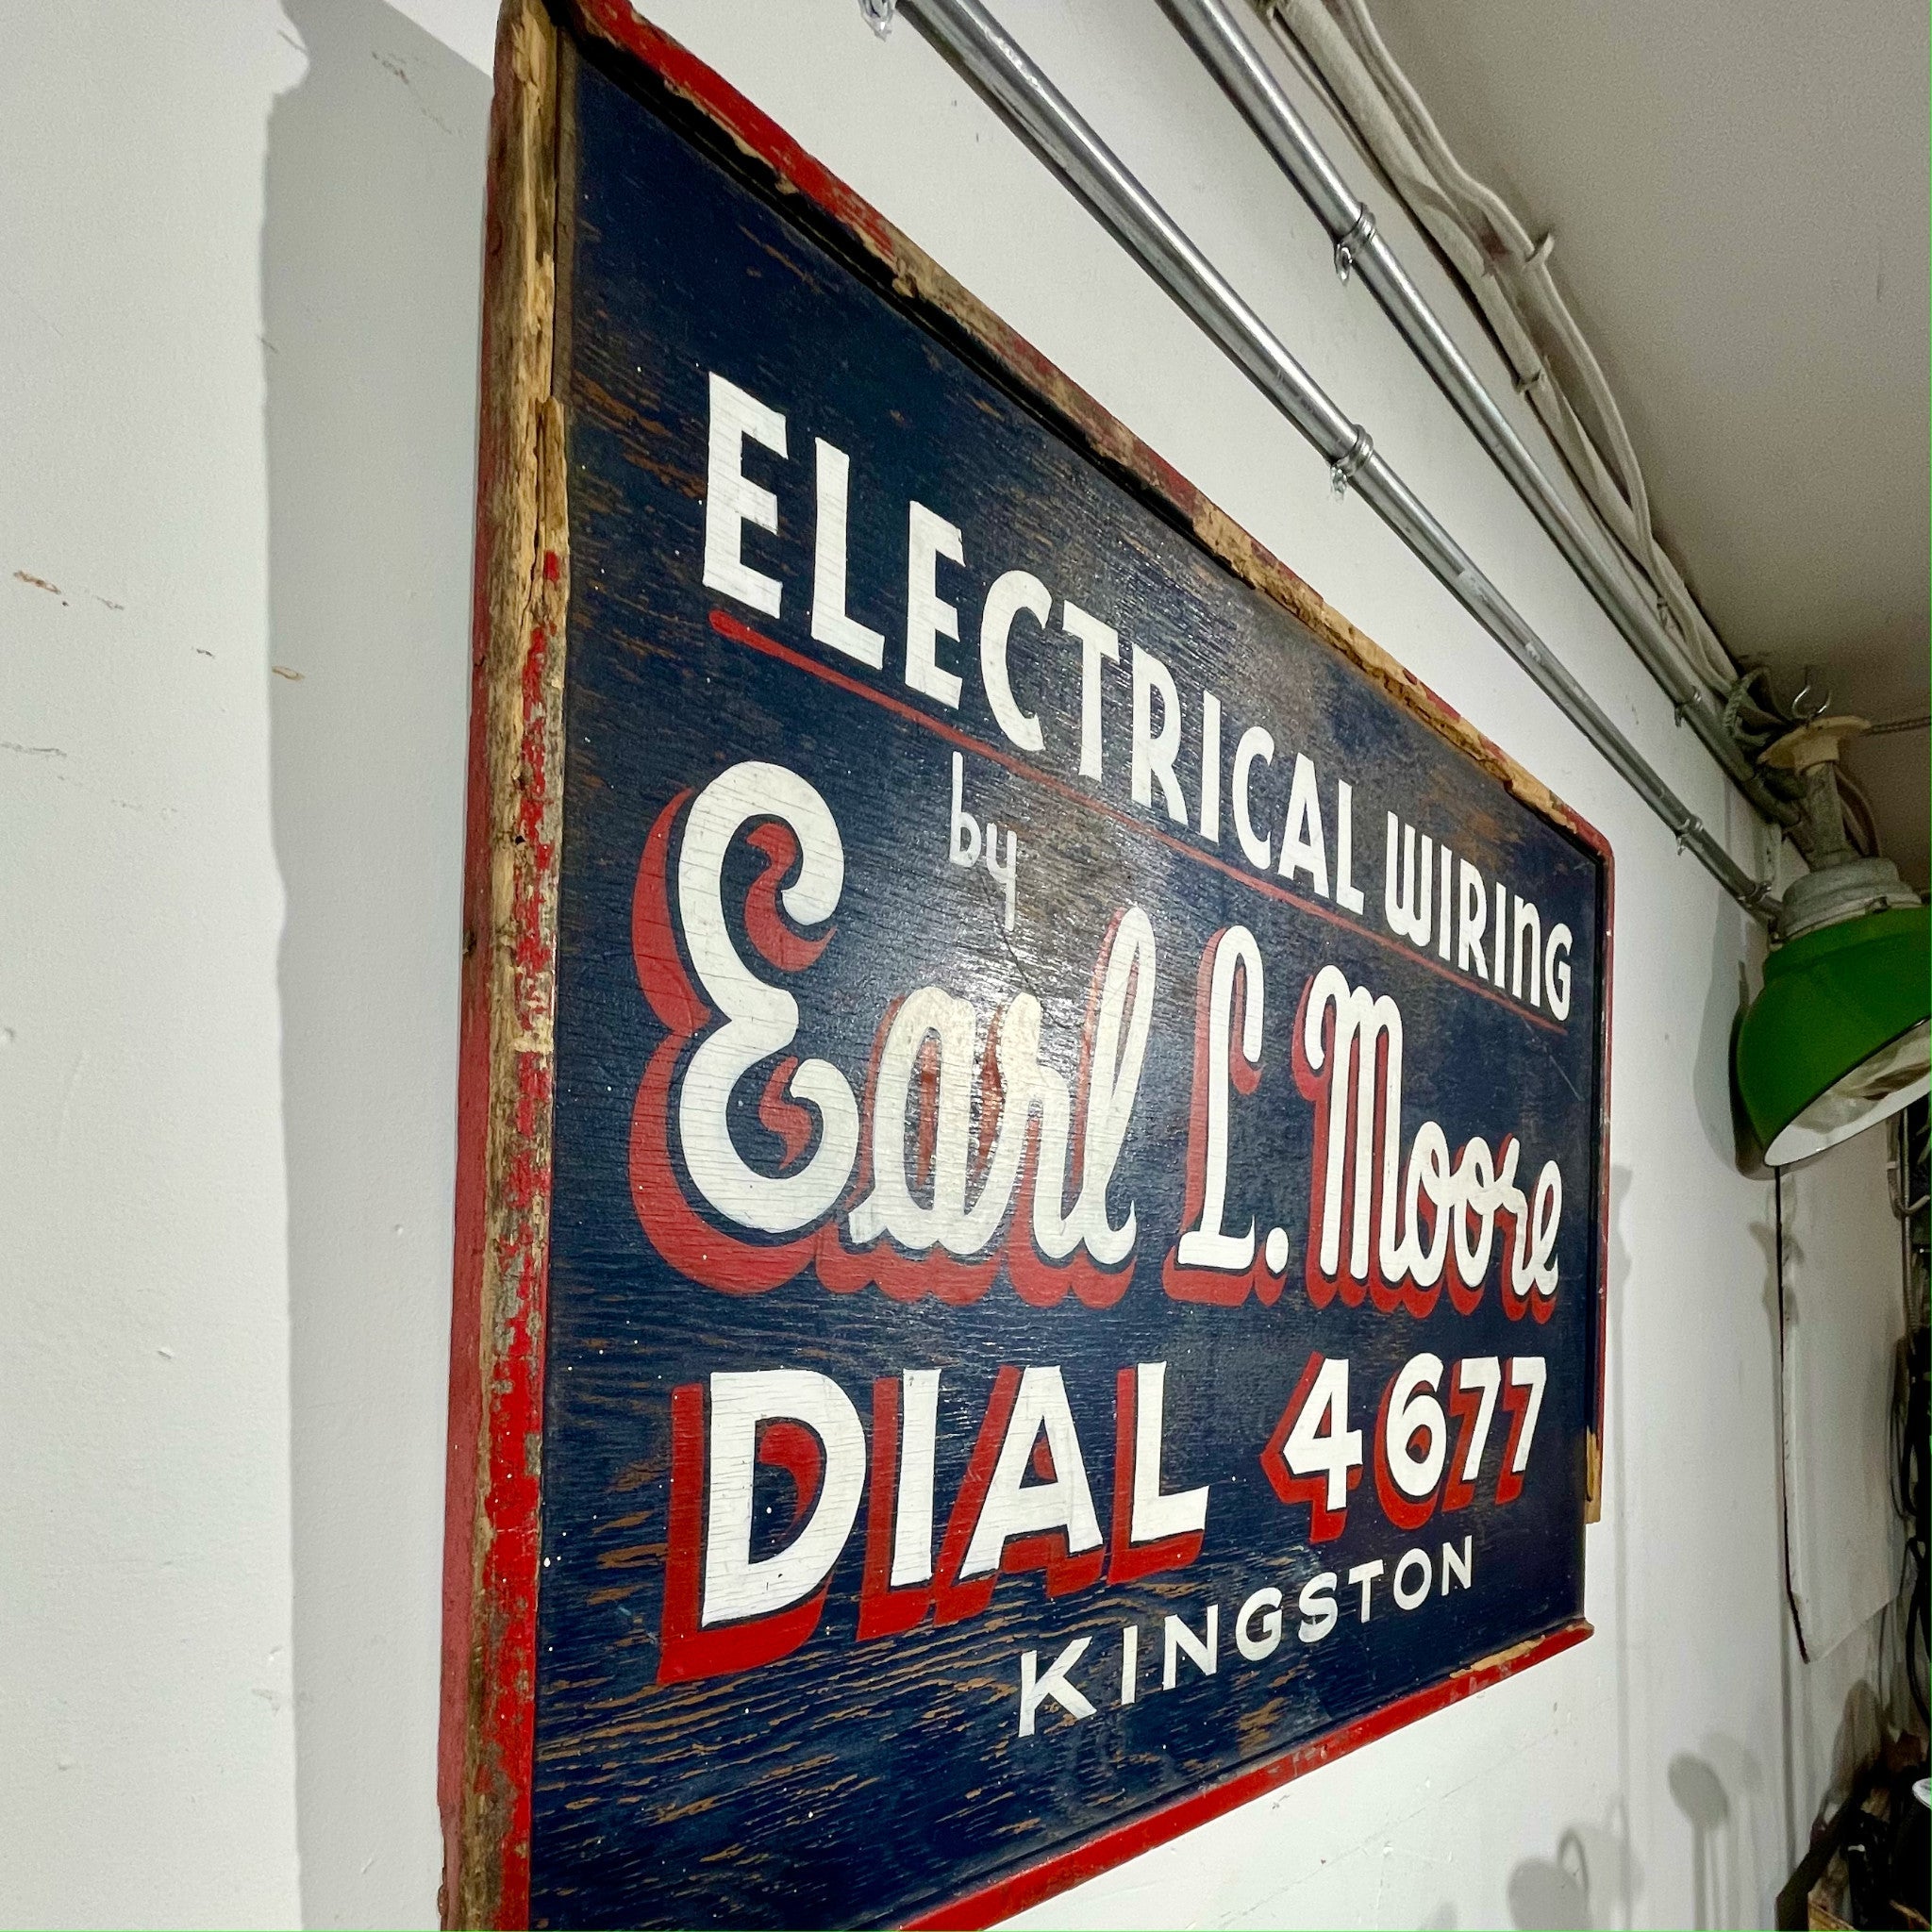 ELECTRICAL WIRING
by
Earl L. Moore
DIAL 4677
KINGSTON